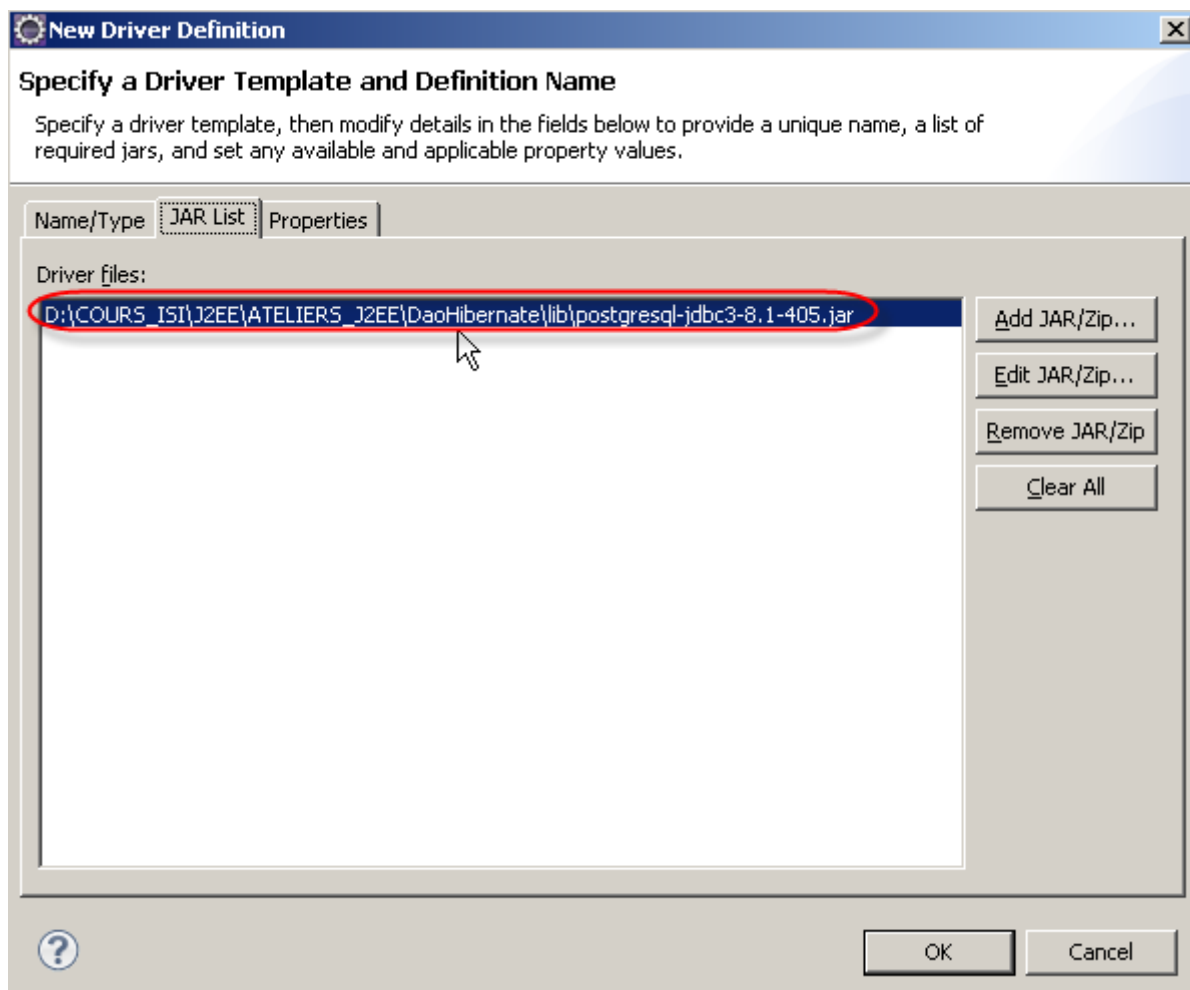 New Driver Definition
Specify a Driver Template and Definition Name
Specify a driver template, then modify details in the fields below to provide a unique name, a list of
required jars, and set any available and applicable property values.
Name/Type JAR List Properties
Driver files:
D:\COURS_ISI\J2EE\ATELIERS_J2EE\DaoHibernate\lib\postgresql-jdbc3-8.1-405.jar
Add JAR/Zip...
Edit JAR/Zip...
Remove JAR/Zip
Clear All
?
OK Cancel